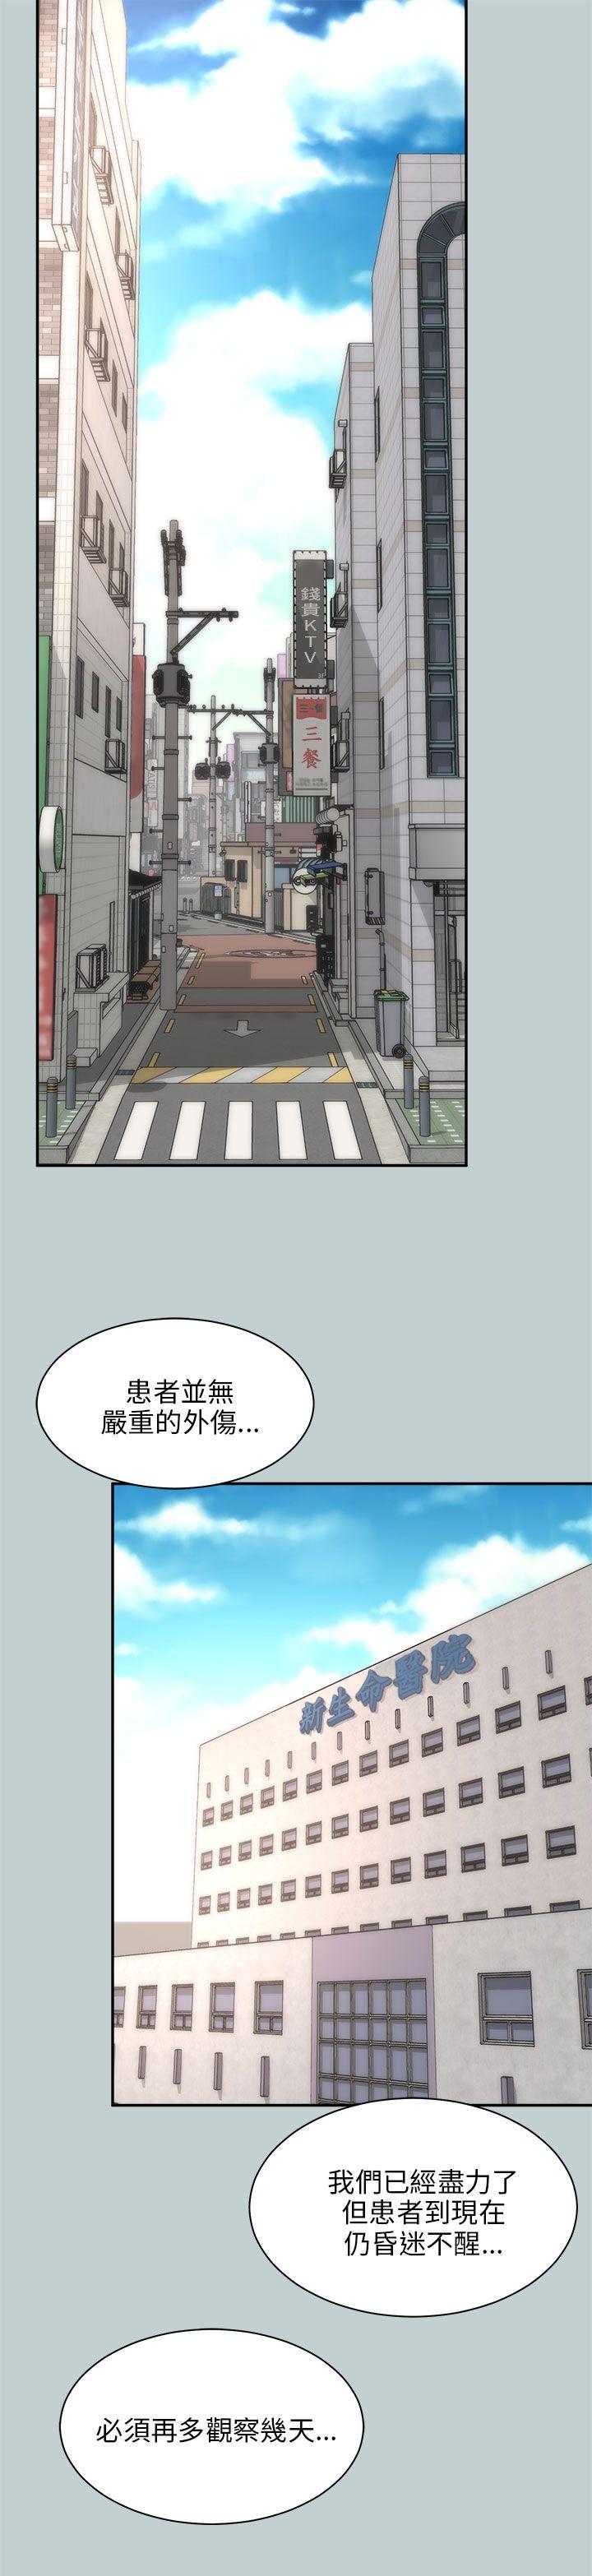 錢貴KTV
三餐
患者並無
嚴重的外傷...
新生命醫院
我們已經盡力了
但患者到現在
仍昏迷不醒...
必須再多觀察幾天...